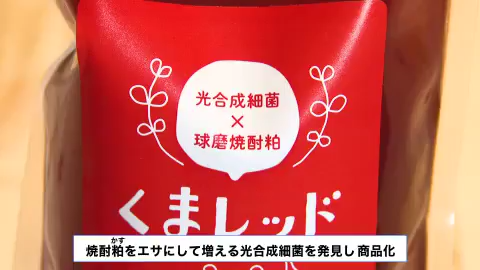 光合成細菌
×
球磨焼酎粕
くまレッド
かす
焼酎粕をエサにして増える光合成細菌を発見し 商品化